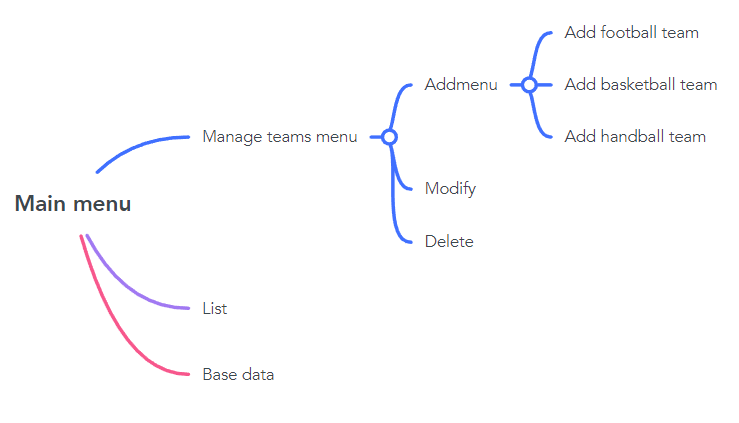 Main menu
Manage teams menu
Addmenu
Add football team
Add basketball team
Add handball team
Modify
Delete
List
Base data